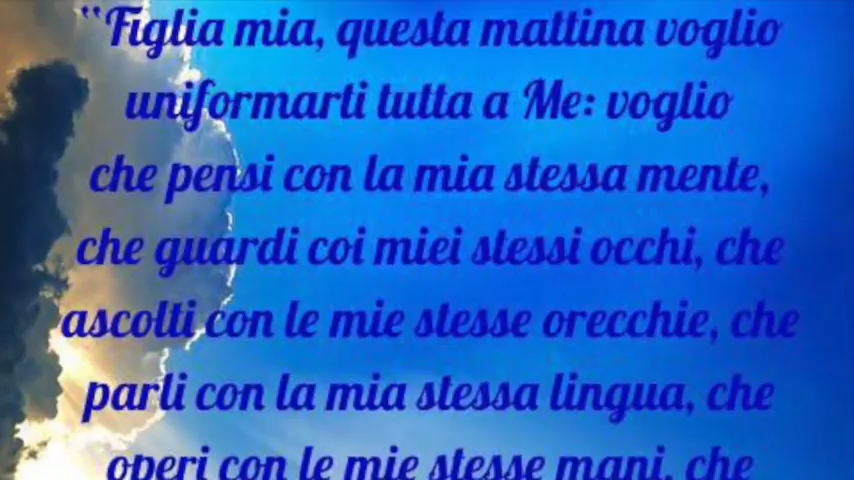 “Figlia mia, questa mattina voglio
uniformarti tutta a Me: voglio
che pensi con la mia stessa mente,
che guardi coi miei stessi occhi, che
ascolti con le mie stesse orecchie, che
parli con la mia stessa lingua, che
operi con le mie stesse mani, che